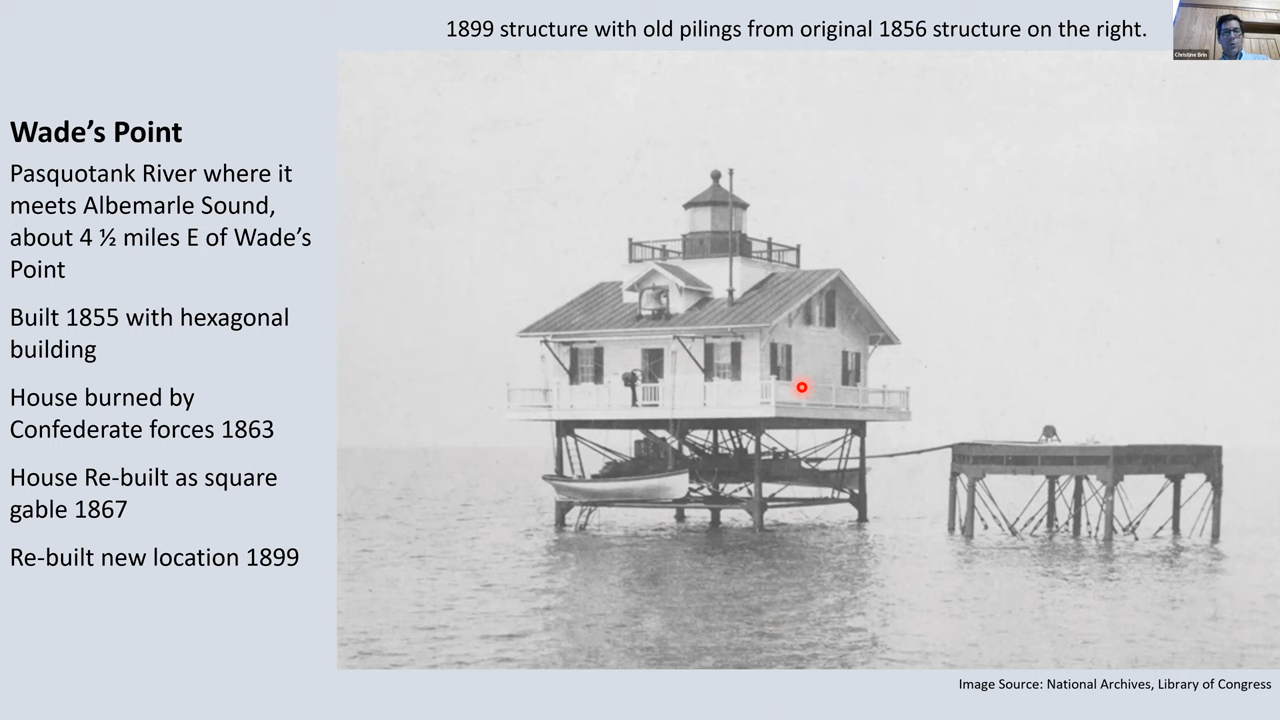 1899 structure with old pilings from original 1856 structure on the right.
Christine Brin
Wade’s Point
Pasquotank River where it
meets Albemarle Sound,
about 4 ½ miles E of Wade’s
Point
Built 1855 with hexagonal
building
House burned by
Confederate forces 1863
House Re-built as square
gable 1867
Re-built new location 1899
Image Source: National Archives, Library of Congress